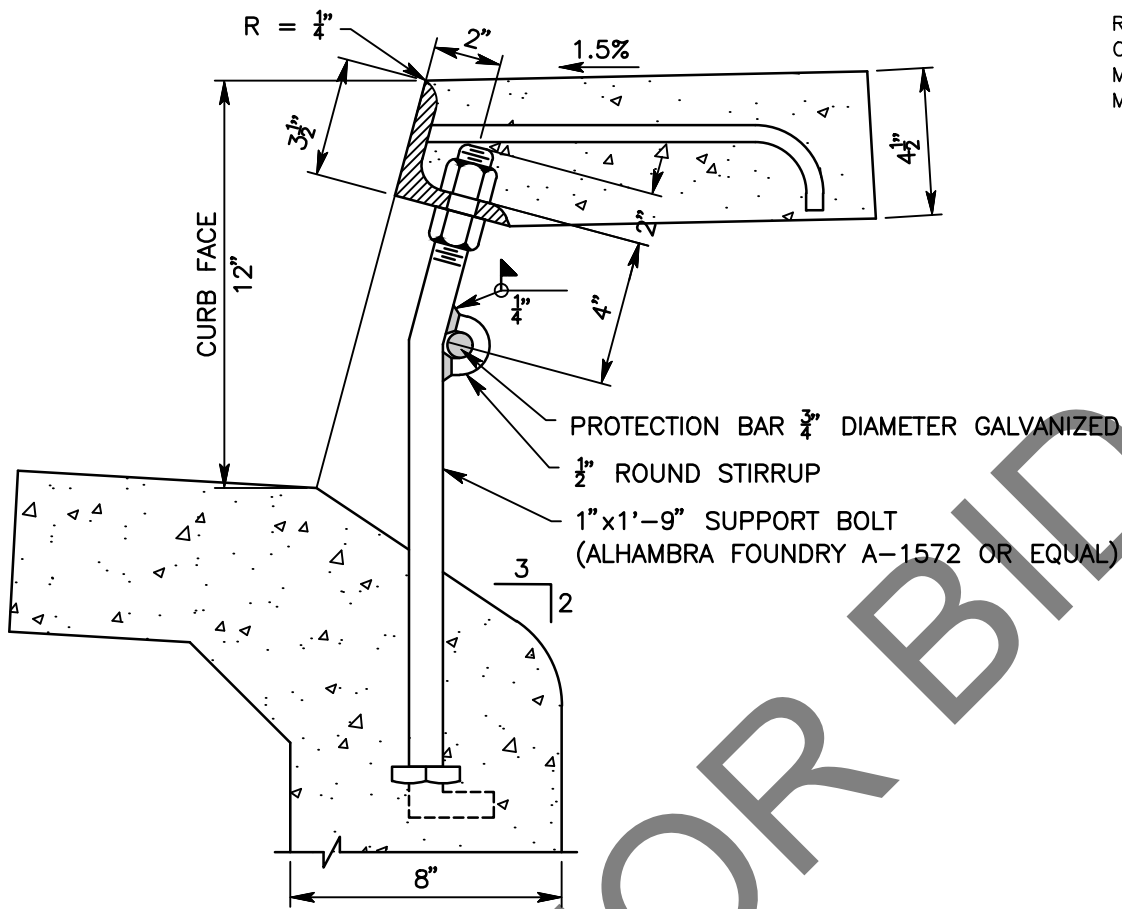 R = 1/4"
2"
1.5%
3 1/2"
4 1/2"
CURB FACE
12"
2"
1/4"
4"
PROTECTION BAR 3/4" DIAMETER GALVANIZED
1/2" ROUND STIRRUP
1"x1'-9" SUPPORT BOLT
(ALHAMBRA FOUNDRY A-1572 OR EQUAL)
3
2
8"
OR BID
R
M
M